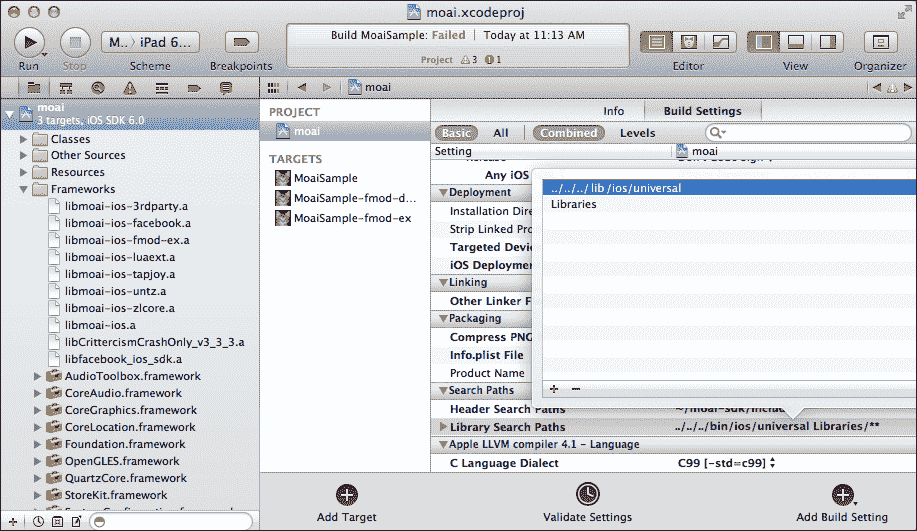 moai.xcodeproj
Run
Stop
M...〉 iPad 6...
Scheme
Breakpoints
Build MoaiSample: Failed | Today at 11:13 AM
Project 3 1
Editor
View
Organizer
moai
3 targets, iOS SDK 6.0
Classes
Other Sources
Resources
Frameworks
libmoai-ios-3rdparty.a
libmoai-ios-facebook.a
libmoai-ios-fmod-ex.a
libmoai-ios-luaext.a
libmoai-ios-tapjoy.a
libmoai-ios-untz.a
libmoai-ios-zlcore.a
libmoai-ios.a
libCrittercismCrashOnly_v3_3_3.a
libfacebook_ios_sdk.a
AudioToolbox.framework
CoreAudio.framework
CoreGraphics.framework
CoreLocation.framework
Foundation.framework
OpenGLES.framework
QuartzCore.framework
StoreKit.framework
moai
PROJECT
moai
TARGETS
MoaiSample
MoaiSample-fmod-d...
MoaiSample-fmod-ex
Info
Build Settings
Basic All Combined Levels
Setting moai
Any iOS
Deployment
Installation Dire
Strip Linked Pro
Targeted Devic
iOS Deploymen
Linking
Other Linker F
Packaging
Compress PNG
Info.plist File
Product Name
Search Paths
Header Search Paths ~/moai-sdk/include
Library Search Paths ../../../bin/ios/universal Libraries/**
Apple LLVM compiler 4.1 - Language
C Language Dialect C99 [-std=c99]
../../../ lib /ios/universal
Libraries
Add Target
Validate Settings
Add Build Setting